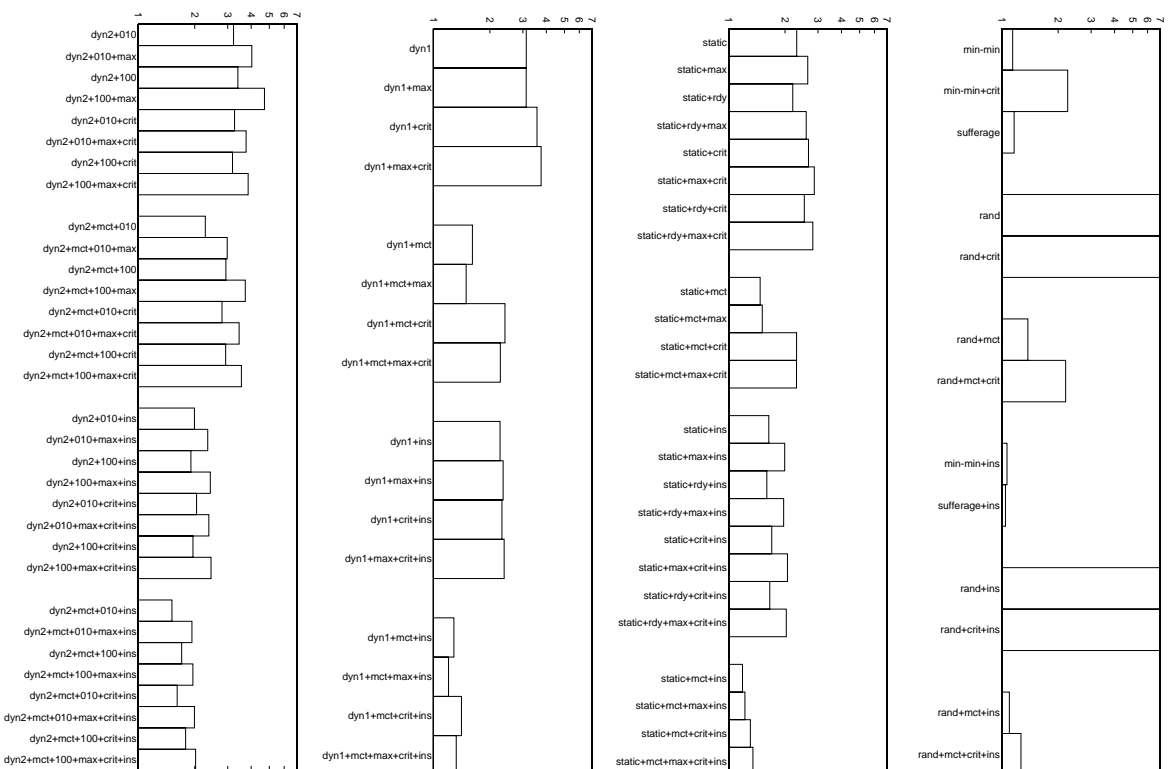 1 2 3 4 5 6 7
dyn2+010
dyn2+010+max
dyn2+100
dyn2+100+max
dyn2+010+crit
dyn2+010+max+crit
dyn2+100+crit
dyn2+100+max+crit
dyn2+mct+010
dyn2+mct+010+max
dyn2+mct+100
dyn2+mct+100+max
dyn2+mct+010+crit
dyn2+mct+010+max+crit
dyn2+mct+100+crit
dyn2+mct+100+max+crit
dyn2+010+ins
dyn2+010+max+ins
dyn2+100+ins
dyn2+100+max+ins
dyn2+010+crit+ins
dyn2+010+max+crit+ins
dyn2+100+crit+ins
dyn2+100+max+crit+ins
dyn2+mct+010+ins
dyn2+mct+010+max+ins
dyn2+mct+100+ins
dyn2+mct+100+max+ins
dyn2+mct+010+crit+ins
dyn2+mct+010+max+crit+ins
dyn2+mct+100+crit+ins
dyn2+mct+100+max+crit+ins
1 2 3 4 5 6 7
dyn1
dyn1+max
dyn1+crit
dyn1+max+crit
dyn1+mct
dyn1+mct+max
dyn1+mct+crit
dyn1+mct+max+crit
dyn1+ins
dyn1+max+ins
dyn1+crit+ins
dyn1+max+crit+ins
dyn1+mct+ins
dyn1+mct+max+ins
dyn1+mct+crit+ins
dyn1+mct+max+crit+ins
1 2 3 4 5 6 7
static
static+max
static+rdy
static+rdy+max
static+crit
static+max+crit
static+rdy+crit
static+rdy+max+crit
static+mct
static+mct+max
static+mct+crit
static+mct+max+crit
static+ins
static+max+ins
static+rdy+ins
static+rdy+max+ins
static+crit+ins
static+max+crit+ins
static+rdy+crit+ins
static+rdy+max+crit+ins
static+mct+ins
static+mct+max+ins
static+mct+crit+ins
static+mct+max+crit+ins
1 2 3 4 5 6 7
min-min
min-min+crit
sufferage
rand
rand+crit
rand+mct
rand+mct+crit
min-min+ins
sufferage+ins
rand+ins
rand+crit+ins
rand+mct+ins
rand+mct+crit+ins